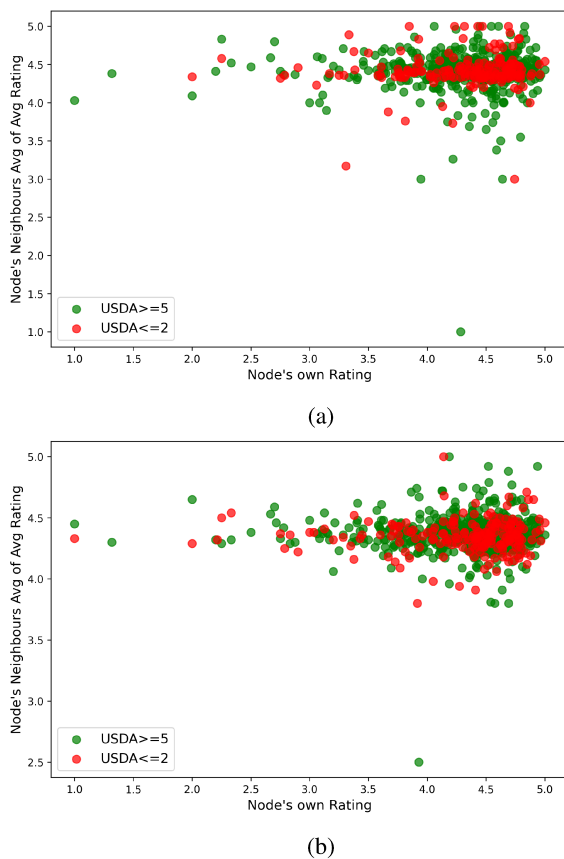 5.0
4.5
4.0
3.5
3.0
2.5
2.0
1.5
1.0
Node's Neighbours Avg of Avg Rating
USDA>=5
USDA<=2
1.0 1.5 2.0 2.5 3.0 3.5 4.0 4.5 5.0
Node's own Rating
(a)
5.0
4.5
4.0
3.5
3.0
2.5
Node's Neighbours Avg of Avg Rating
USDA>=5
USDA<=2
1.0 1.5 2.0 2.5 3.0 3.5 4.0 4.5 5.0
Node's own Rating
(b)